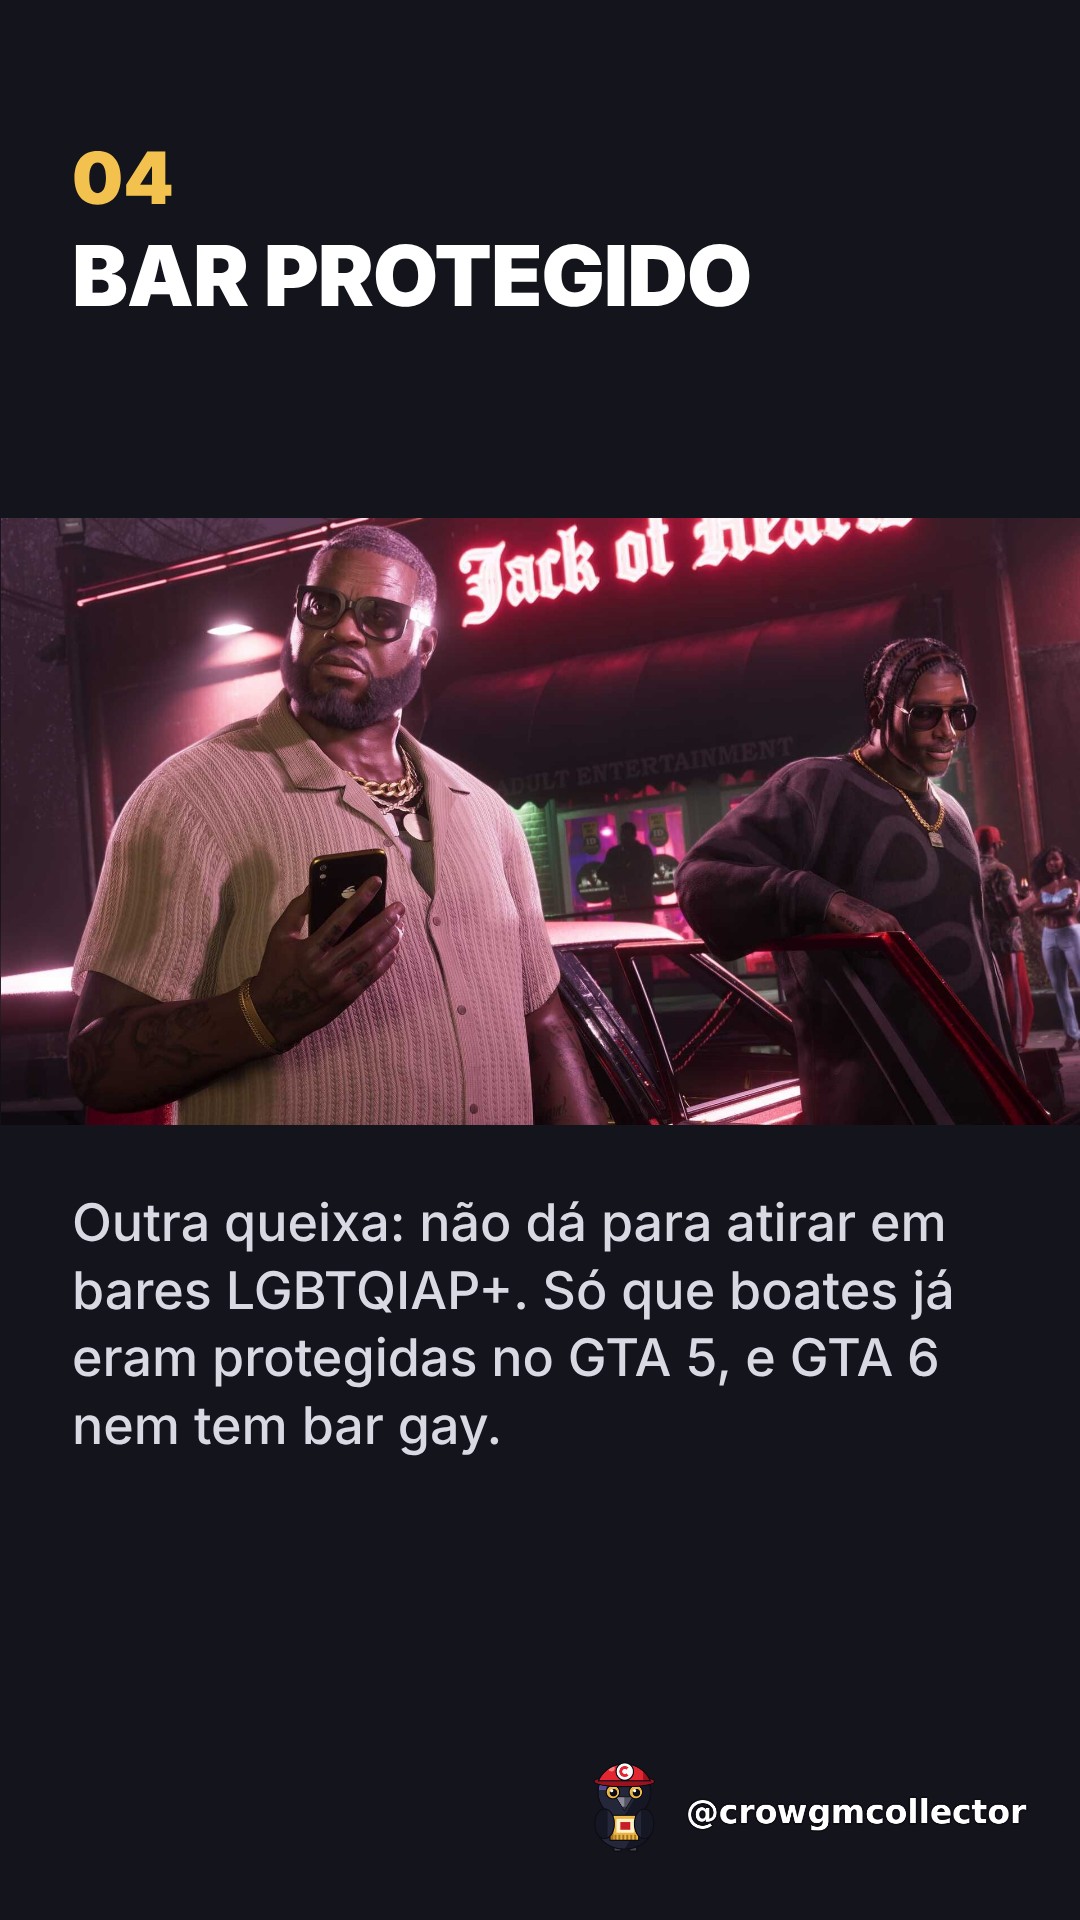 04
BAR PROTEGIDO
Jack of Hearts
ADULT ENTERTAINMENT
Outra queixa: não dá para atirar em
bares LGBTQIAP+. Só que boates já
eram protegidas no GTA 5, e GTA 6
nem tem bar gay.
C
@crowgmcollector